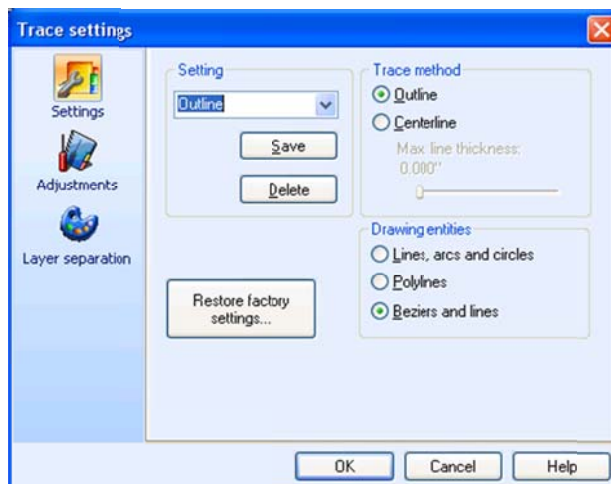 Trace settings
Settings
Adjustments
Layer separation
Setting
Outline
Save
Delete
Restore factory
settings...
Trace method
Outline
Centerline
Max line thickness:
0.000"
Drawing entities
Lines, arcs and circles
Polylines
Beziers and lines
OK
Cancel
Help